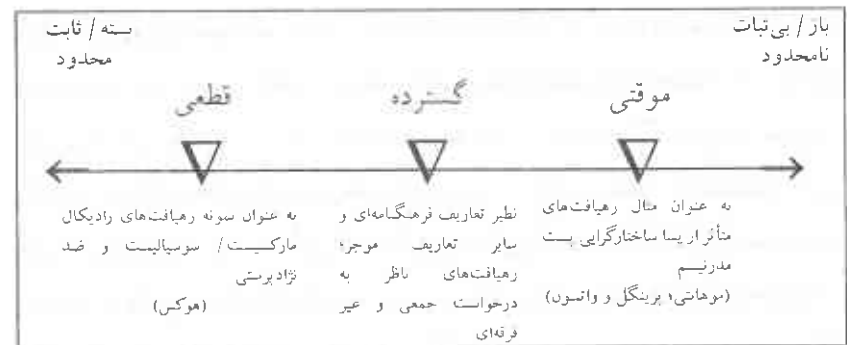 باز / بی‌ثبات
نامحدود
بسته / ثابت
محدود
موقتی
گسترده
قطعی
به عنوان مثال رهیافت‌های
متأثر از پسا ساختارگرایی پست
مدرنیسم
(موهانتی؛ پرینگل و واتسون)
نظیر تعاریف فرهنگنامه‌ای و
سایر تعاریف موجز؛
رهیافت‌های ناظر به
درخواست جمعی و غیر
فرقه‌ای
به عنوان نمونه رهیافت‌های رادیکال
مارکسیست / سوسیالیست و ضد
نژادپرستی
(هوکس)